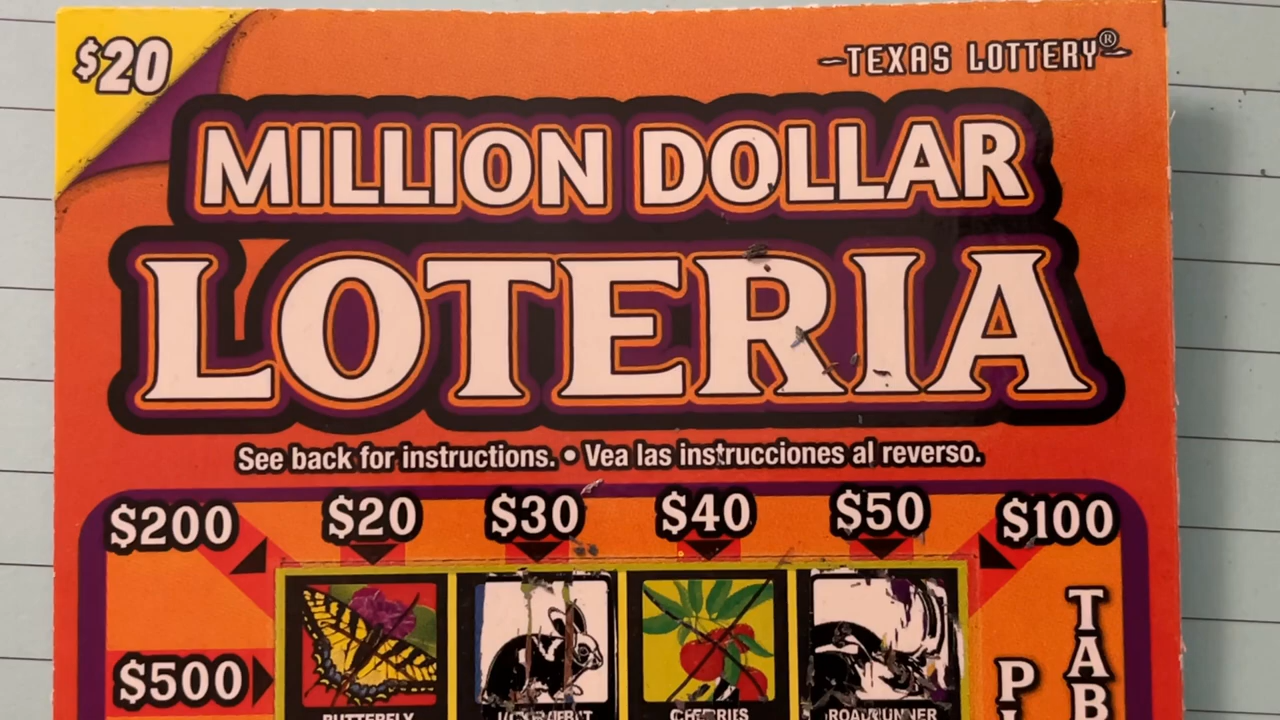 $20
TEXAS LOTTERY®
MILLION DOLLAR
LOTERIA
See back for instructions. • Vea las instrucciones al reverso.
$200 $20 $30 $40 $50 $100
$500
BUTTERFLY
CHERRIES
ROADRUNNER
TAB